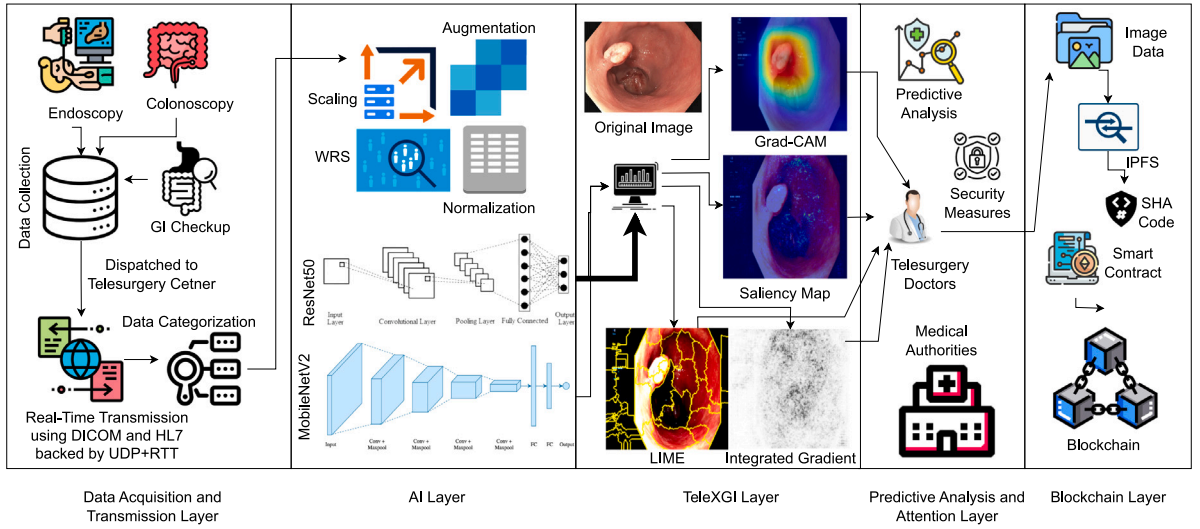 Endoscopy
Colonoscopy
Data Collection
GI Checkup
Dispatched to
Telesurgery Cetner
Data Categorization
Real-Time Transmission
using DICOM and HL7
backed by UDP+RTT
Data Acquisition and
Transmission Layer
Augmentation
Scaling
WRS
Normalization
ResNet50
Input
Layer
Convolutional Layer
Pooling Layer
Fully Connected
Output
Layer
MobileNetV2
Input
Conv +
Maxpool
Conv +
Maxpool
Conv +
Maxpool
Conv +
Maxpool
FC
FC
Output
AI Layer
Original Image
Grad-CAM
Saliency Map
LIME
Integrated Gradient
TeleXGI Layer
Predictive
Analysis
Security
Measures
Telesurgery
Doctors
Medical
Authorities
Predictive Analysis and
Attention Layer
Image
Data
IPFS
SHA
Code
Smart
Contract
Blockchain
Blockchain Layer